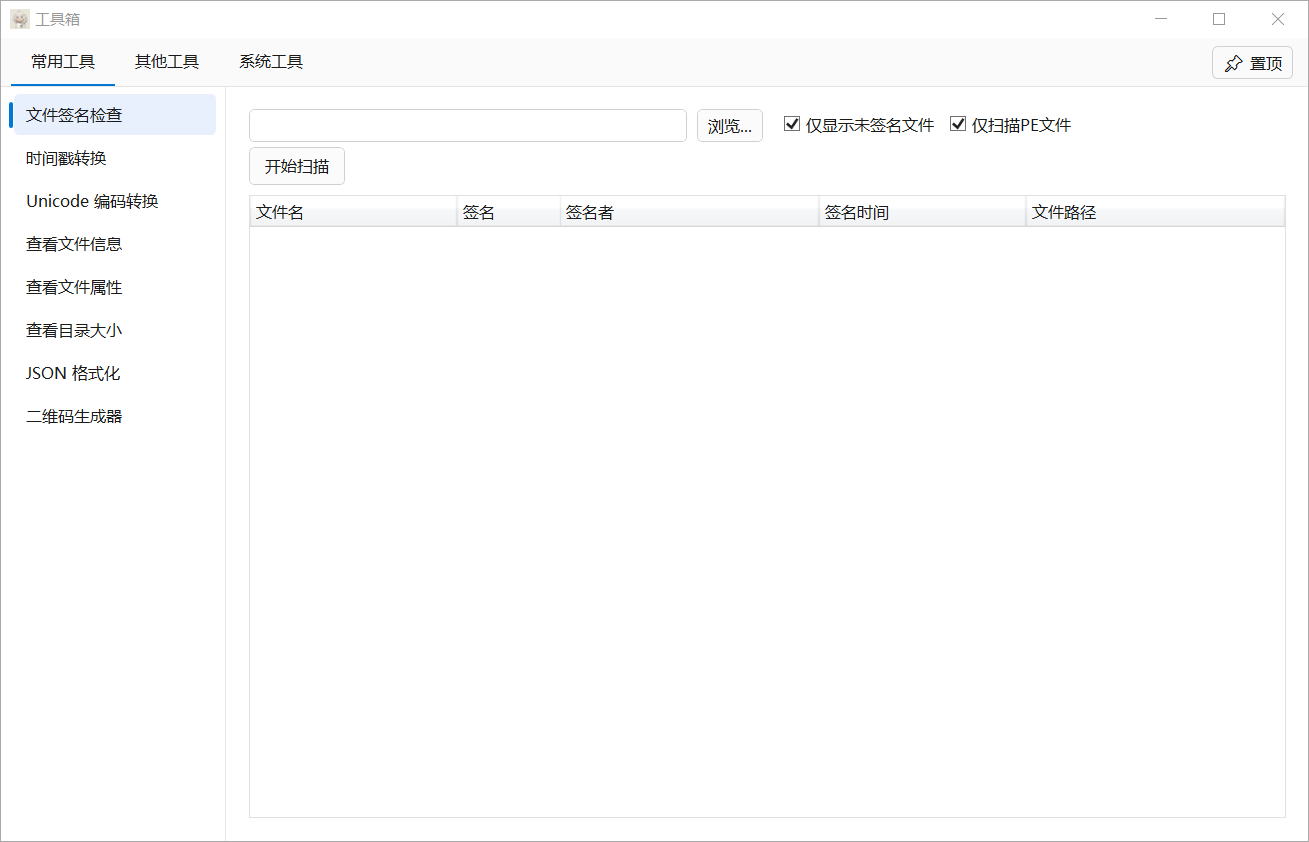 工具箱
常用工具 其他工具 系统工具 置顶
文件签名检查
时间戳转换
Unicode 编码转换
查看文件信息
查看文件属性
查看目录大小
JSON 格式化
二维码生成器
浏览... 仅显示未签名文件 仅扫描PE文件
开始扫描
文件名 签名 签名者 签名时间 文件路径